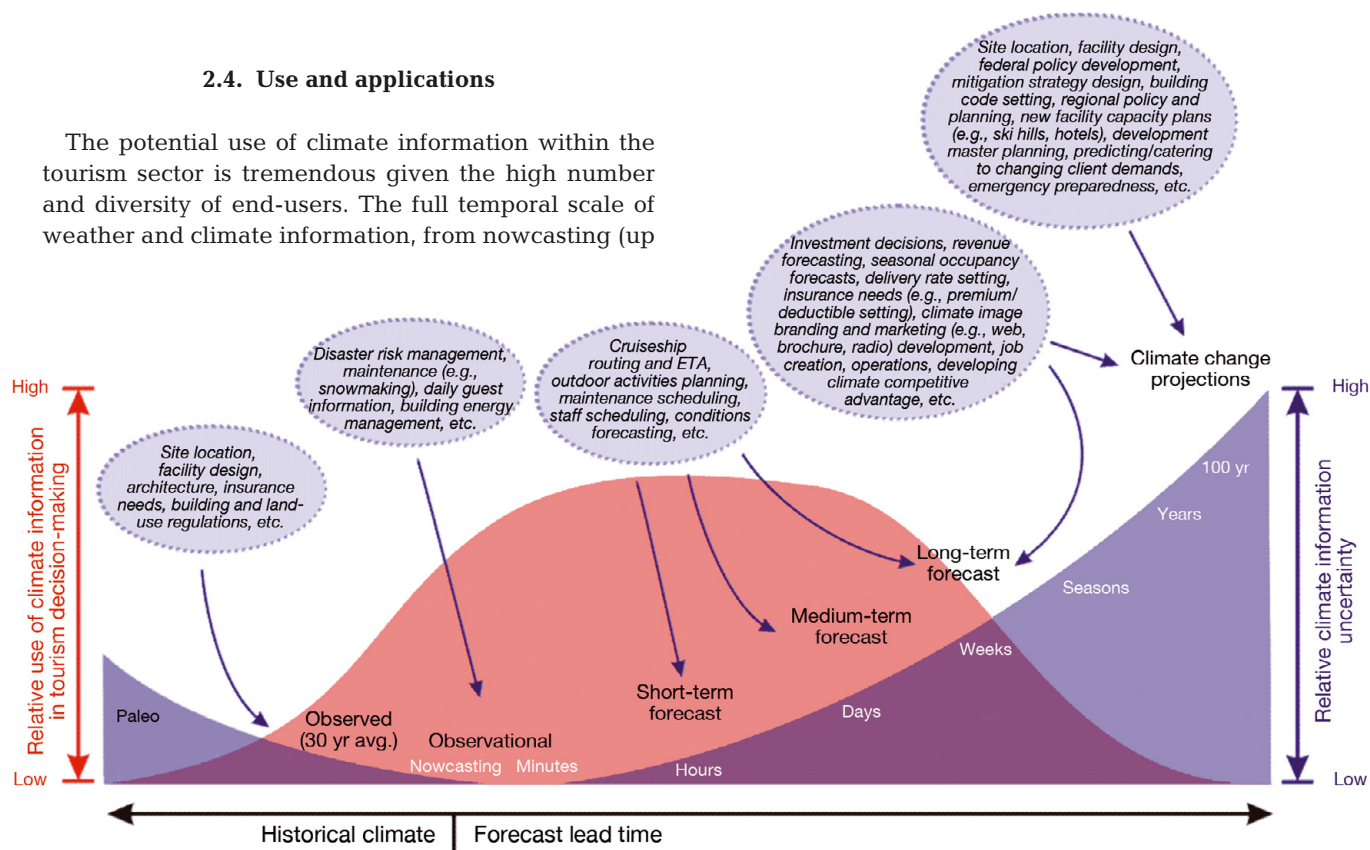 2.4. Use and applications
The potential use of climate information within the
tourism sector is tremendous given the high number
and diversity of end-users. The full temporal scale of
weather and climate information, from nowcasting (up
Site location, facility design,
federal policy development,
mitigation strategy design, building
code setting, regional policy and
planning, new facility capacity plans
(e.g., ski hills, hotels), development
master planning, predicting/catering
to changing client demands,
emergency preparedness, etc.
Investment decisions, revenue
forecasting, seasonal occupancy
forecasts, delivery rate setting,
insurance needs (e.g., premium/
deductible setting), climate image
branding and marketing (e.g., web,
brochure, radio) development, job
creation, operations, developing
climate competitive
advantage, etc.
Cruiseship
routing and ETA,
outdoor activities planning,
maintenance scheduling,
staff scheduling, conditions
forecasting, etc.
Disaster risk management,
maintenance (e.g.,
snowmaking), daily guest
information, building energy
management, etc.
Site location,
facility design,
architecture, insurance
needs, building and land-
use regulations, etc.
High
Low
Relative use of climate information
in tourism decision-making
Paleo
Observed
(30 yr avg.)
Observational
Nowcasting
Minutes
Short-term
forecast
Hours
Medium-term
forecast
Days
Long-term
forecast
Weeks
Seasons
Years
100 yr
Climate change
projections
High
Low
Relative climate information
uncertainty
Historical climate
Forecast lead time